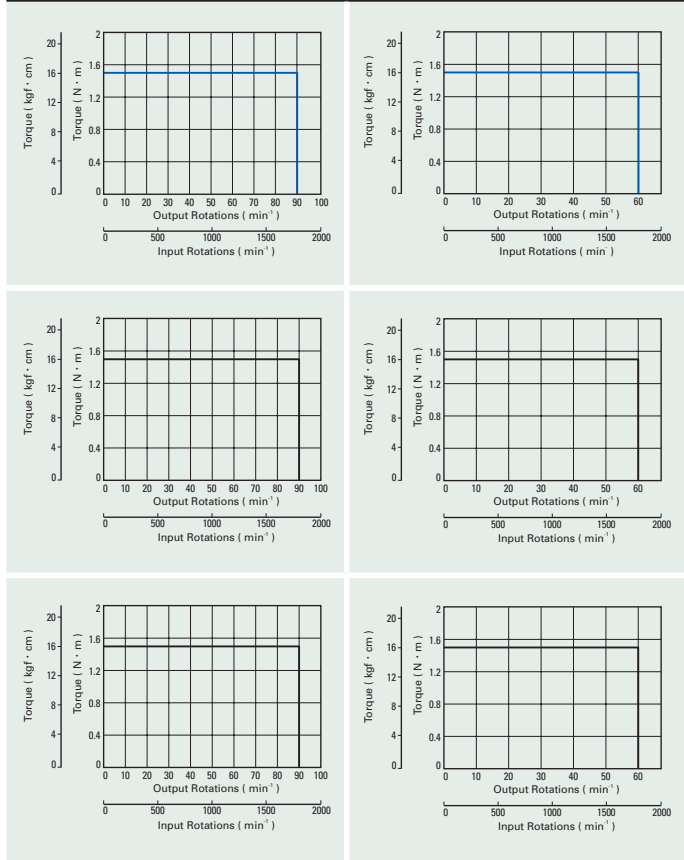 Torque ( kgf・cm )
20
16
12
8
4
0
Torque ( N・m )
2
1.6
1.2
0.8
0.4
0
0 10 20 30 40 50 60 70 80 90 100
Output Rotations ( min⁻¹ )
0 500 1000 1500 2000
Input Rotations ( min⁻¹ )
Torque ( kgf・cm )
20
16
12
8
4
0
Torque ( N・m )
2
1.6
1.2
0.8
0.4
0
0 10 20 30 40 50 60
Output Rotations ( min⁻¹ )
0 500 1000 1500 2000
Input Rotations ( min⁻ )
Torque ( kgf・cm )
20
16
12
8
4
0
Torque ( N・m )
2
1.6
1.2
0.8
0.4
0
0 10 20 30 40 50 60 70 80 90 100
Output Rotations ( min⁻¹ )
0 500 1000 1500 2000
Input Rotations ( min⁻¹ )
Torque ( kgf・cm )
20
16
12
8
4
0
Torque ( N・m )
2
1.6
1.2
0.8
0.4
0
10 20 30 40 50 60
Output Rotations ( min⁻¹ )
0 500 1000 1500 2000
Input Rotations ( min⁻¹ )
Torque ( kgf・cm )
20
16
12
8
4
0
Torque ( N・m )
2
1.6
1.2
0.8
0.4
0
0 10 20 30 40 50 60 70 80 90 100
Output Rotations ( min⁻¹ )
0 500 1000 1500 2000
Input Rotations ( min⁻¹ )
Torque ( kgf・cm )
20
16
12
8
4
0
Torque ( N・m )
2
1.6
1.2
0.8
0.4
0
10 20 30 40 50 60
Output Rotations ( min⁻¹ )
0 500 1000 1500 2000
Input Rotations ( min⁻¹ )